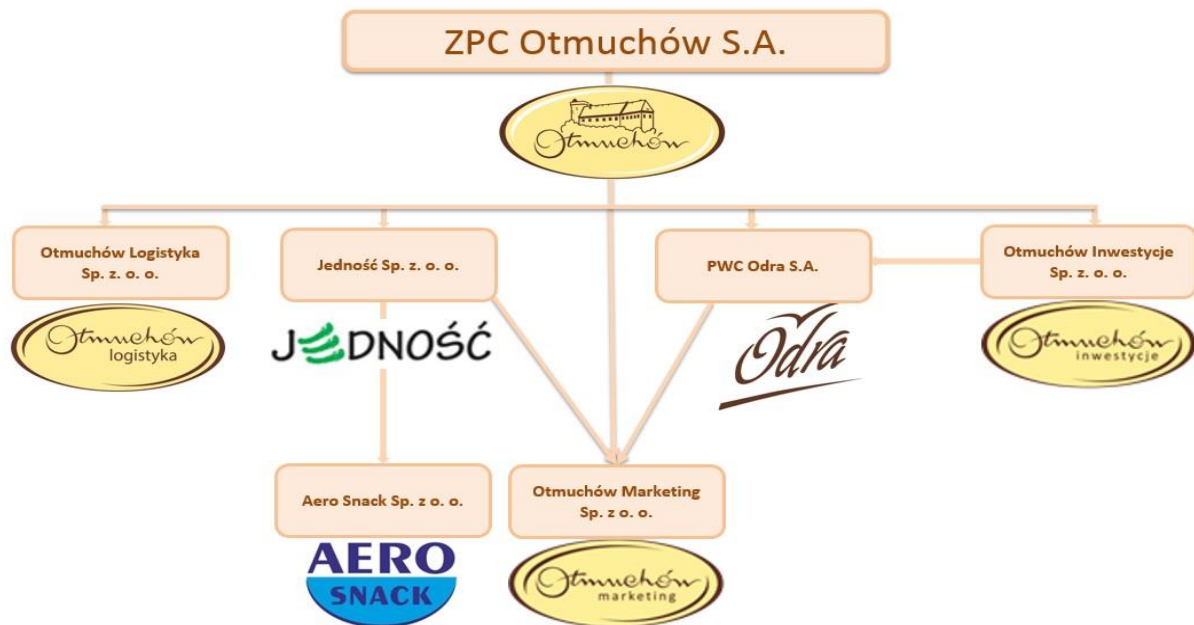 ZPC Otmuchów S.A.
Otmuchów
Otmuchów Logistyka
Sp. z. o. o.
Jedność Sp. z. o. o.
PWC Odra S.A.
Otmuchów Inwestycje
Sp. z. o. o.
Otmuchów
logistyka
JEDNOŚĆ
Odra
Otmuchów
inwestycje
Aero Snack Sp. z o. o.
Otmuchów Marketing
Sp. z o. o.
AERO
SNACK
Otmuchów
marketing